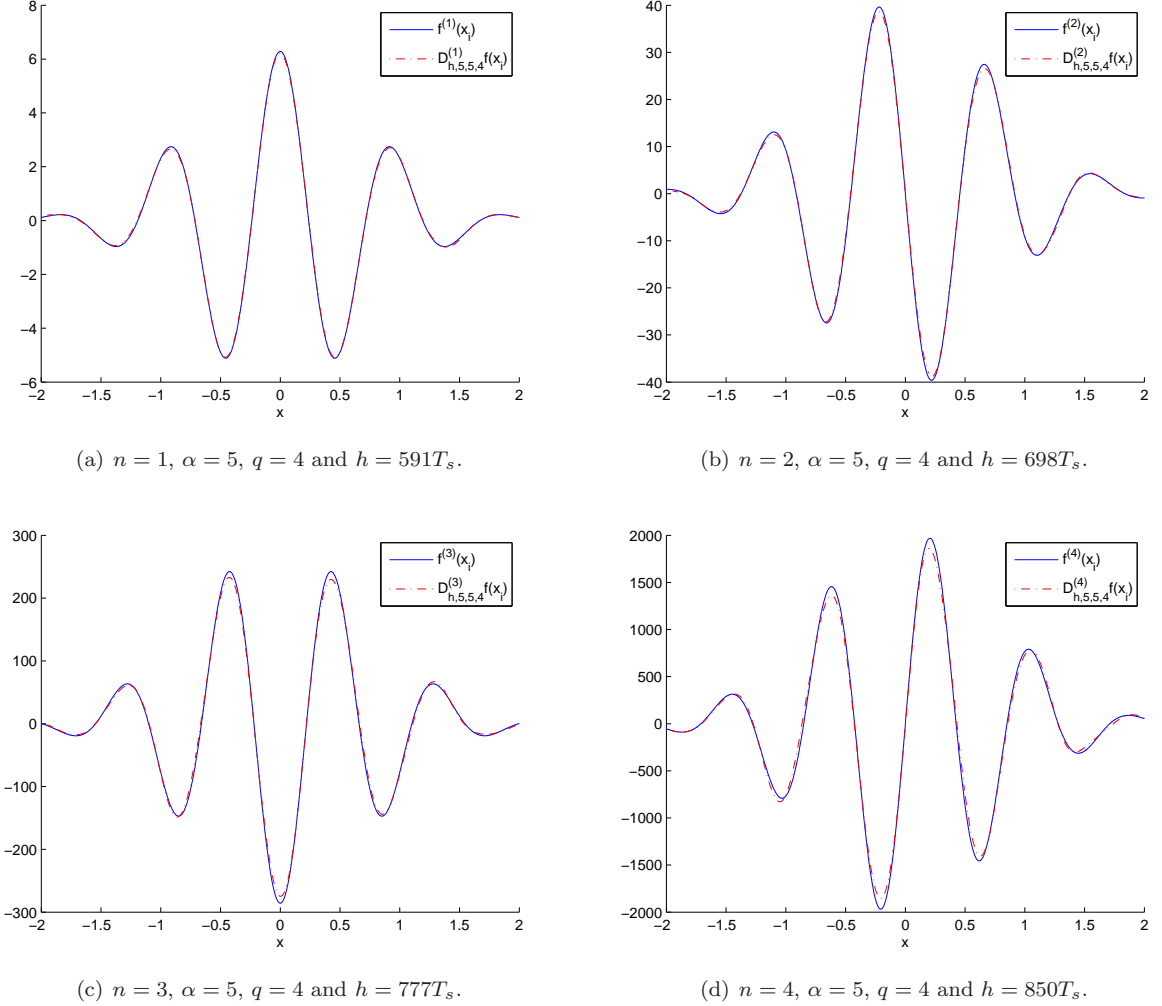 8
6
4
2
0
−2
−4
−6
−2 −1.5 −1 −0.5 0 0.5 1 1.5 2
x
f^(1)(x_i)
D^(1)_h,5,5,4 f(x_i)
(a) n = 1, α = 5, q = 4 and h = 591T_s.
40
30
20
10
0
−10
−20
−30
−40
−2 −1.5 −1 −0.5 0 0.5 1 1.5 2
x
f^(2)(x_i)
D^(2)_h,5,5,4 f(x_i)
(b) n = 2, α = 5, q = 4 and h = 698T_s.
300
200
100
0
−100
−200
−300
−2 −1.5 −1 −0.5 0 0.5 1 1.5 2
x
f^(3)(x_i)
D^(3)_h,5,5,4 f(x_i)
(c) n = 3, α = 5, q = 4 and h = 777T_s.
2000
1500
1000
500
0
−500
−1000
−1500
−2000
−2 −1.5 −1 −0.5 0 0.5 1 1.5 2
x
f^(4)(x_i)
D^(4)_h,5,5,4 f(x_i)
(d) n = 4, α = 5, q = 4 and h = 850T_s.